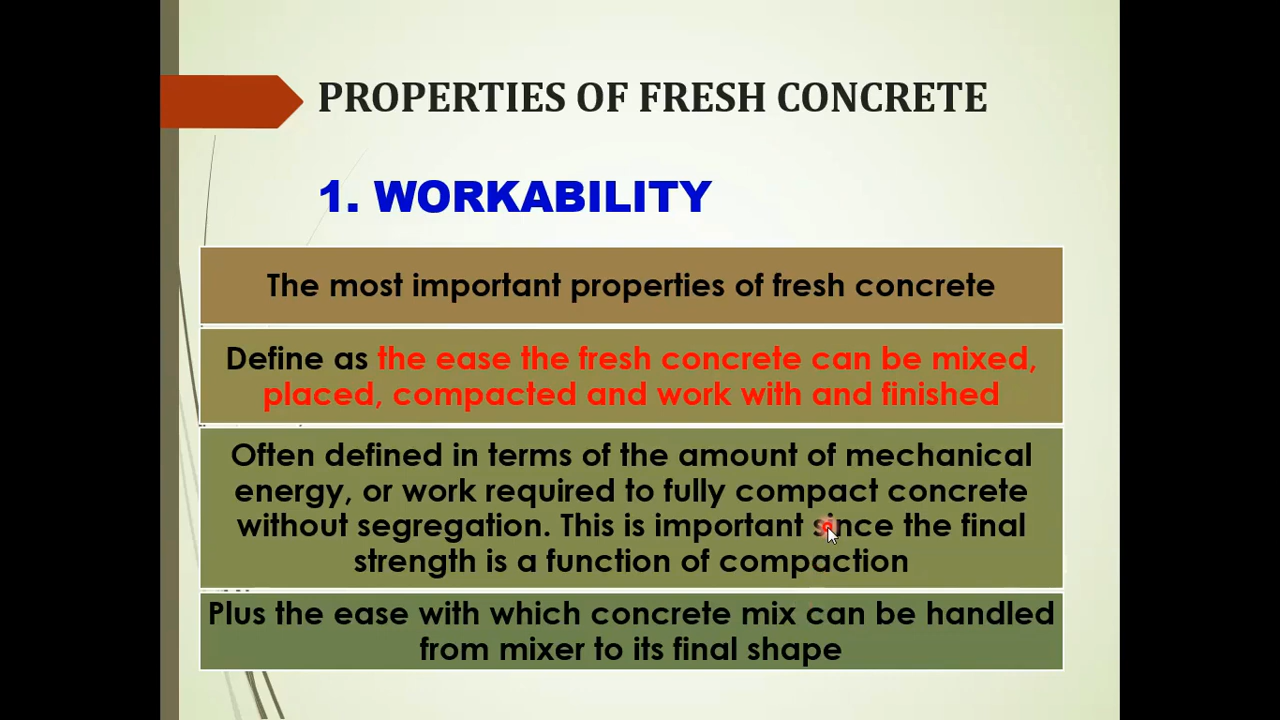 PROPERTIES OF FRESH CONCRETE
1. WORKABILITY
The most important properties of fresh concrete
Define as the ease the fresh concrete can be mixed,
placed, compacted and work with and finished
Often defined in terms of the amount of mechanical
energy, or work required to fully compact concrete
without segregation. This is important since the final
strength is a function of compaction
Plus the ease with which concrete mix can be handled
from mixer to its final shape